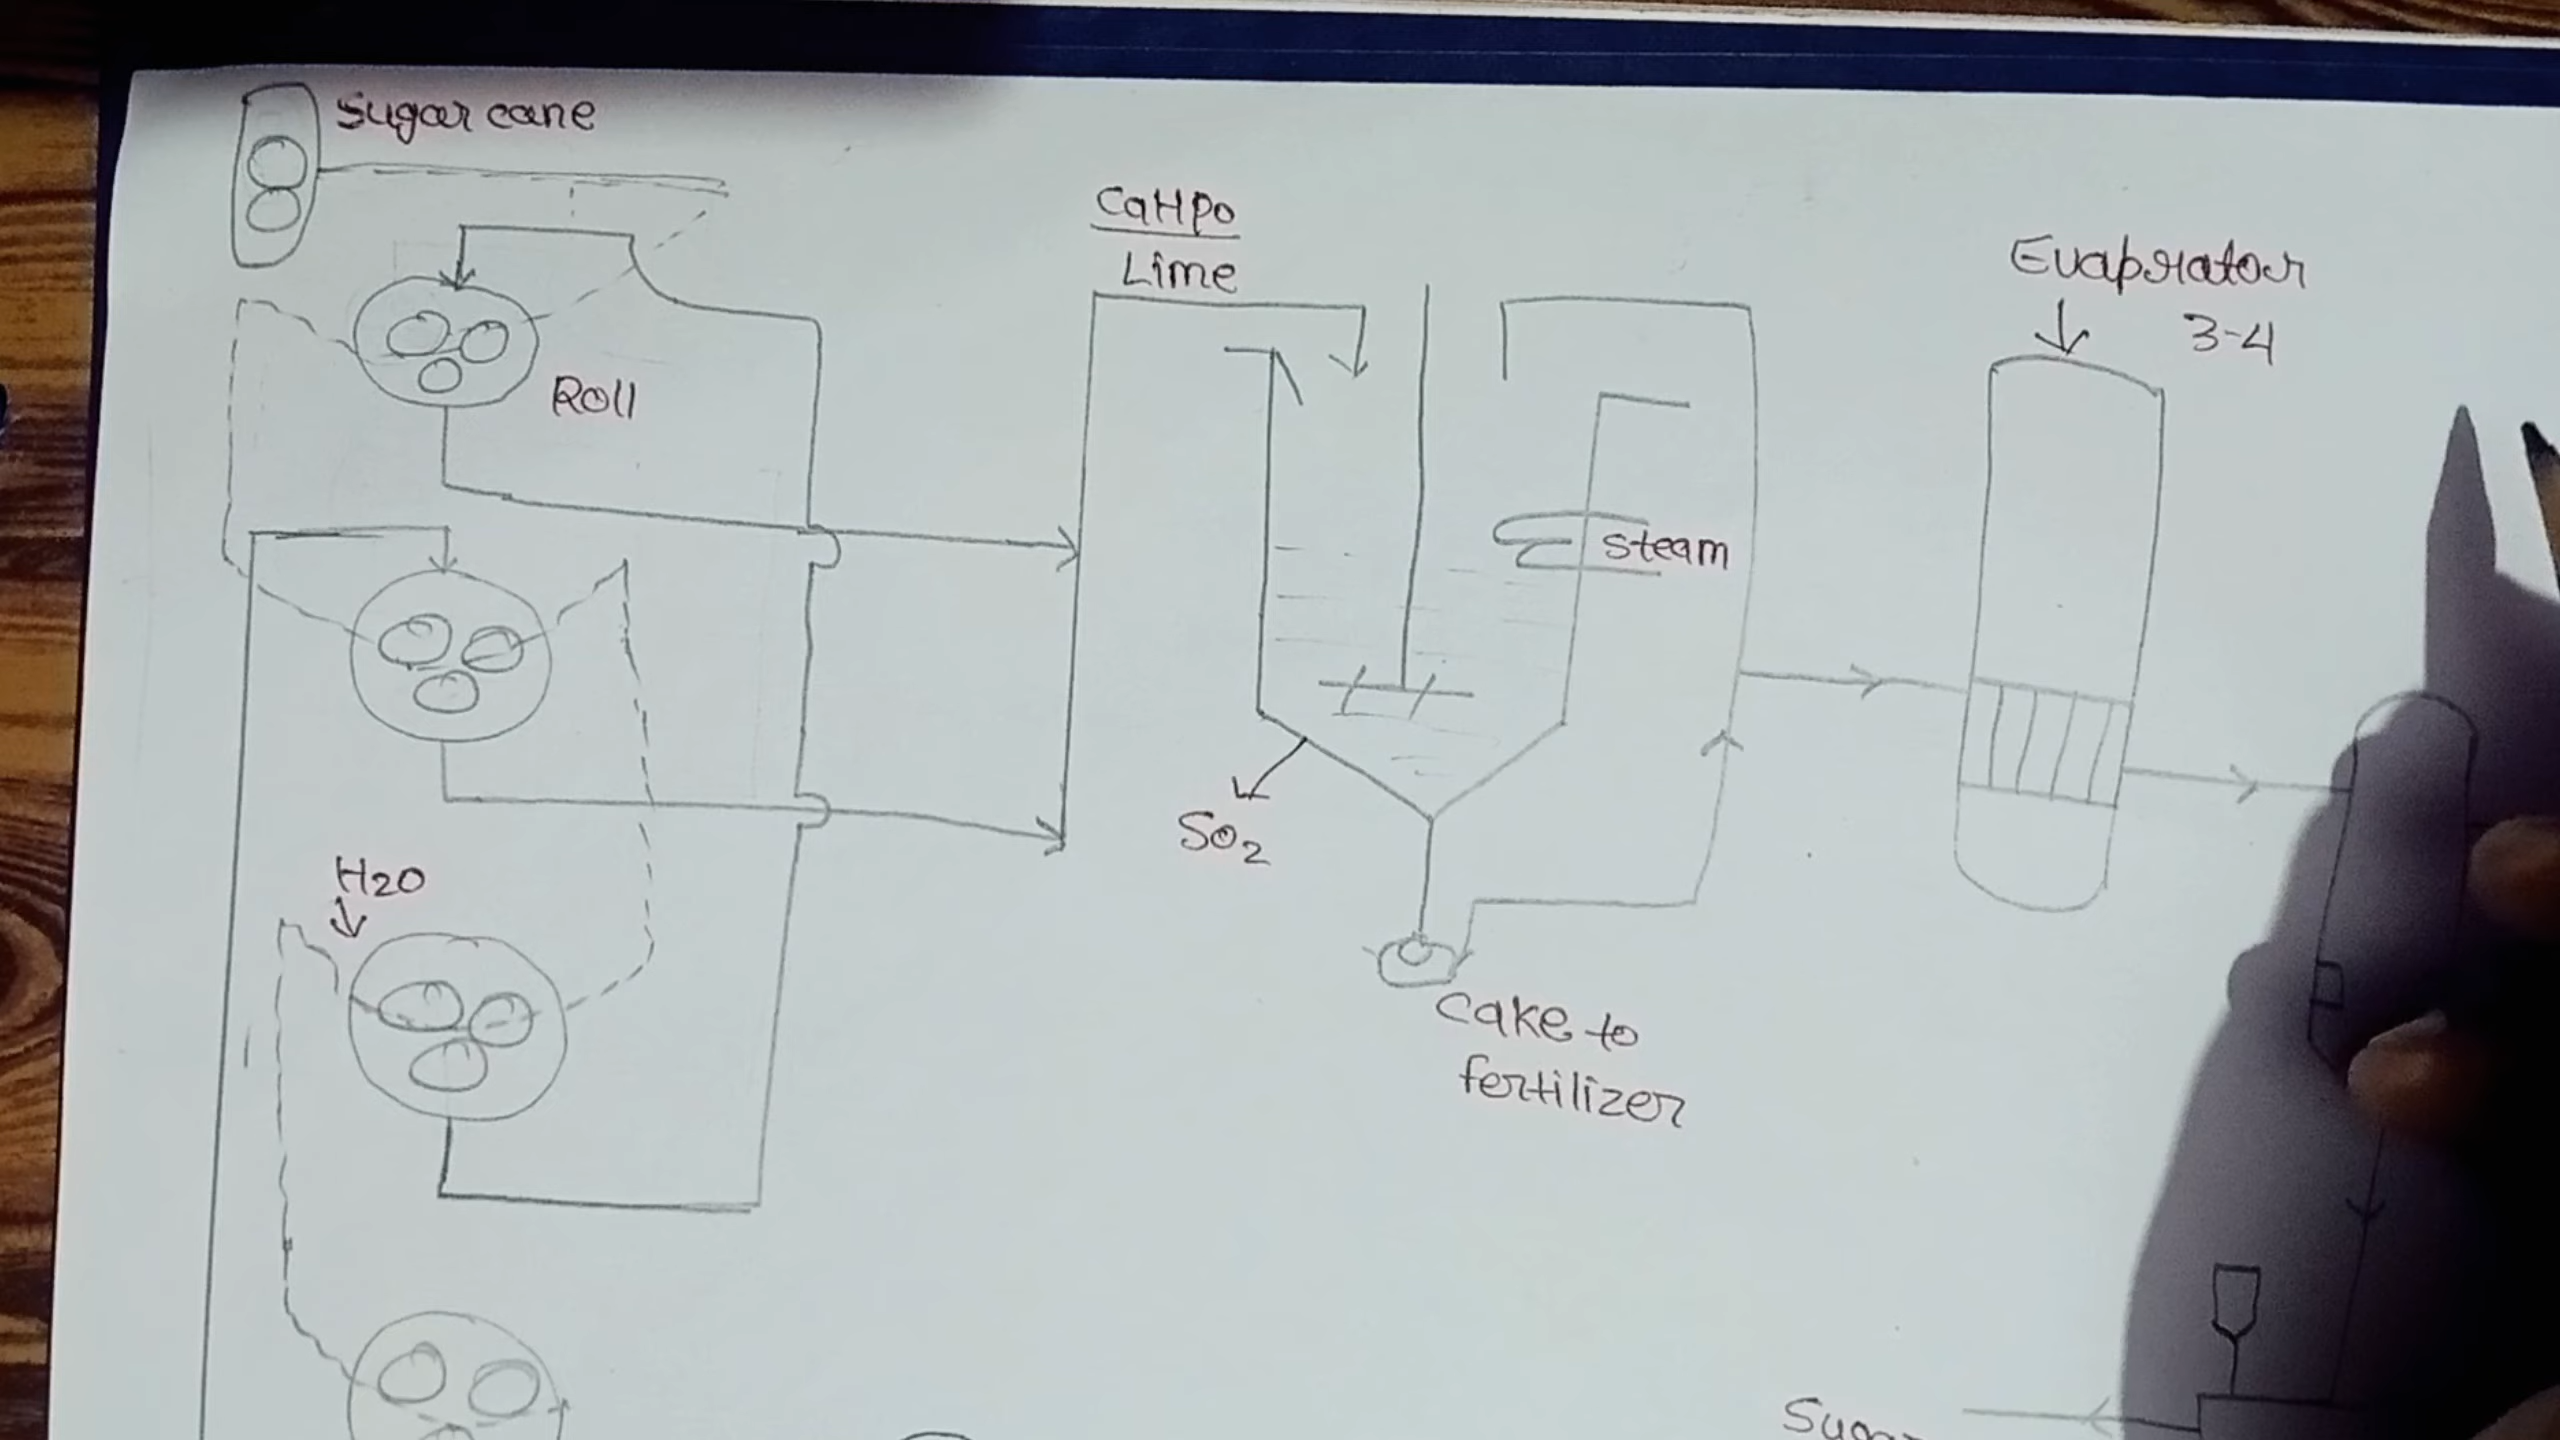 Sugar cane
Roll
H2O
CaHPO
Lime
steam
SO2
Cake to
fertilizer
Evaprator
3-4